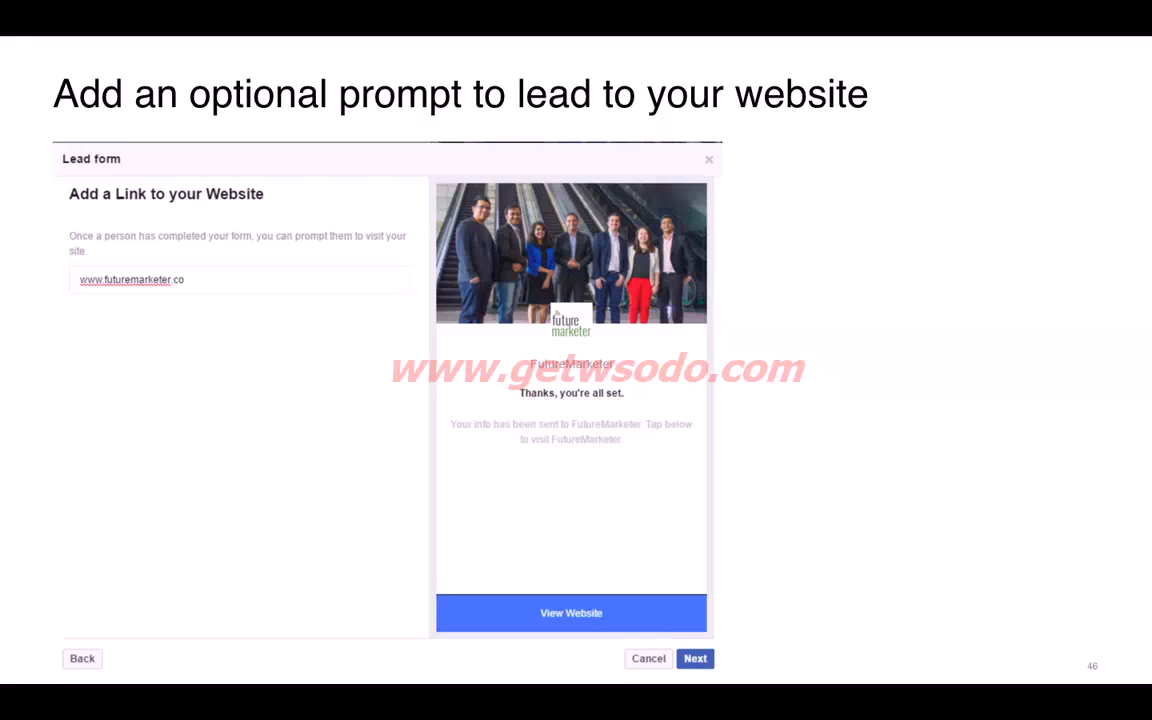 Add an optional prompt to lead to your website
Lead form
×
Add a Link to your Website
Once a person has completed your form, you can prompt them to visit your
site.
www.futuremarketer.co
future
marketer
FutureMarketer
www.getwsodo.com
Thanks, you're all set.
Your info has been sent to FutureMarketer. Tap below
to visit FutureMarketer
View Website
Back
Cancel
Next
46